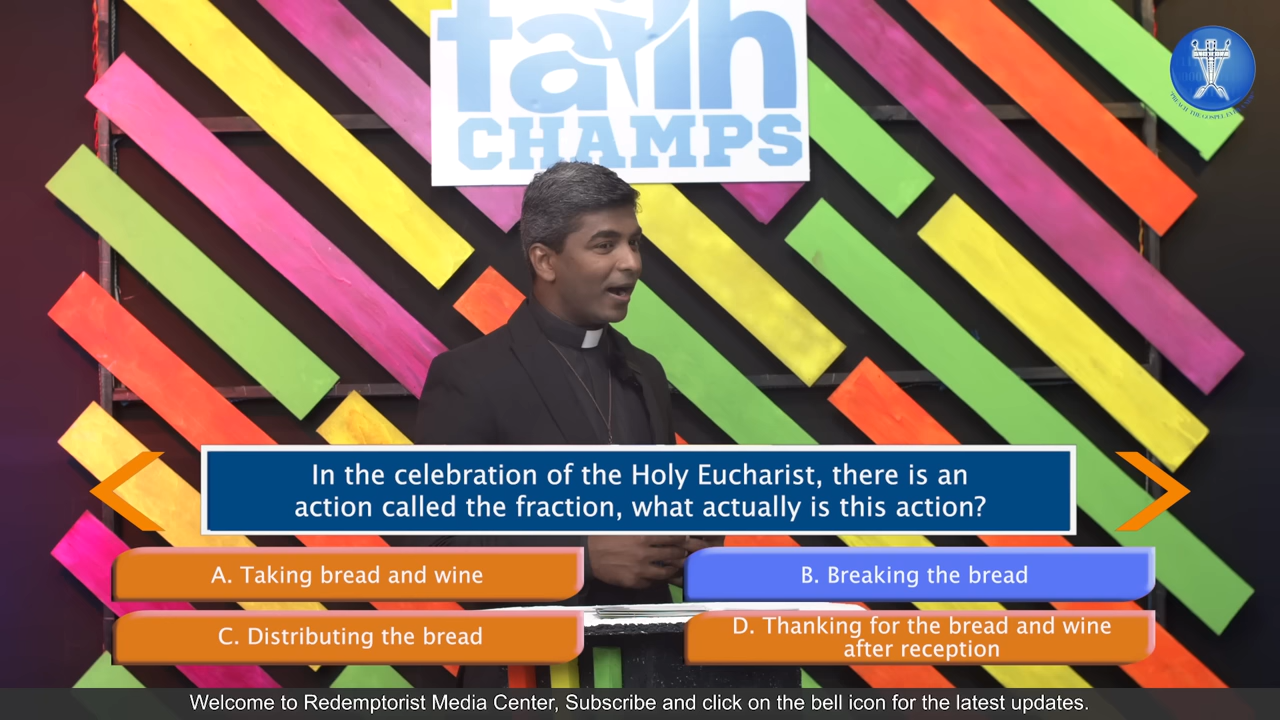 faith
CHAMPS
In the celebration of the Holy Eucharist, there is an
action called the fraction, what actually is this action?
A. Taking bread and wine
B. Breaking the bread
C. Distributing the bread
D. Thanking for the bread and wine
after reception
Welcome to Redemptorist Media Center, Subscribe and click on the bell icon for the latest updates.